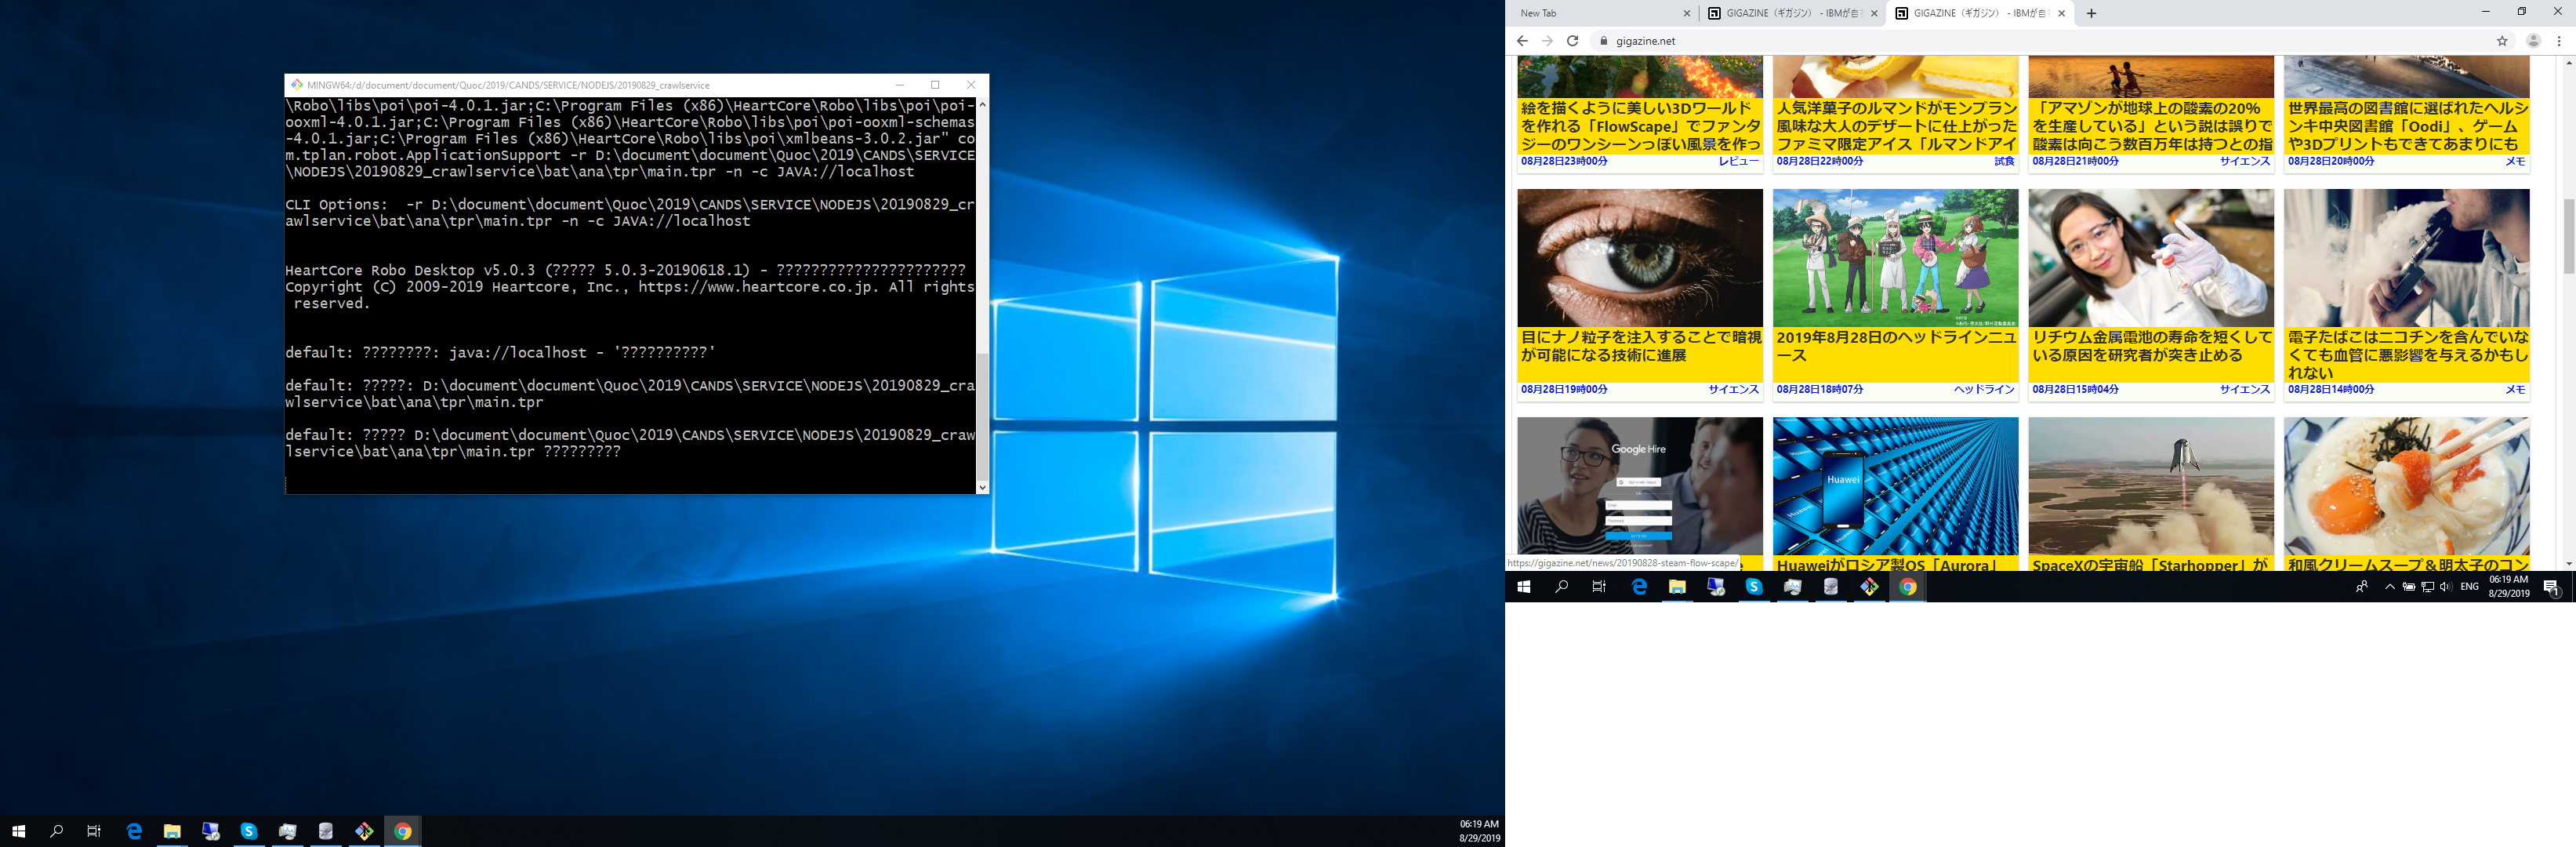 MINGW64:/d/document/document/Quoc/2019/CANDS/SERVICE/NODEJS/20190829_crawlservice
\Robo\libs\poi\poi-4.0.1.jar;C:\Program Files (x86)\HeartCore\Robo\libs\poi\poi-
ooxml-4.0.1.jar;C:\Program Files (x86)\HeartCore\Robo\libs\poi\poi-ooxml-schemas
-4.0.1.jar;C:\Program Files (x86)\HeartCore\Robo\libs\poi\xmlbeans-3.0.2.jar" co
m.tplan.robot.ApplicationSupport -r D:\document\document\Quoc\2019\CANDS\SERVICE
\NODEJS\20190829_crawlservice\bat\ana\tpr\main.tpr -n -c JAVA://localhost
CLI Options:  -r D:\document\document\Quoc\2019\CANDS\SERVICE\NODEJS\20190829_cr
awlservice\bat\ana\tpr\main.tpr -n -c JAVA://localhost
HeartCore Robo Desktop v5.0.3 (????? 5.0.3-20190618.1) - ??????????????????????
Copyright (C) 2009-2019 Heartcore, Inc., https://www.heartcore.co.jp. All rights
reserved.
default: ????????: java://localhost - '??????????'
default: ?????: D:\document\document\Quoc\2019\CANDS\SERVICE\NODEJS\20190829_cra
wlservice\bat\ana\tpr\main.tpr
default: ????? D:\document\document\Quoc\2019\CANDS\SERVICE\NODEJS\20190829_craw
lservice\bat\ana\tpr\main.tpr ?????????
06:19 AM
8/29/2019
New Tab
GIGAZINE（ギガジン） - IBMが自
GIGAZINE（ギガジン） - IBMが自
gigazine.net
絵を描くように美しい3Dワールド
を作れる「FlowScape」でファンタ
ジーのワンシーンっぽい風景を作っ
08月28日23時00分 レビュー
人気洋菓子のルマンドがモンブラン
風味な大人のデザートに仕上がった
ファミマ限定アイス「ルマンドアイ
08月28日22時00分 試食
「アマゾンが地球上の酸素の20%
を生産している」という説は誤りで
酸素は向こう数百万年は持つとの指
08月28日21時00分 サイエンス
世界最高の図書館に選ばれたヘルシ
ンキ中央図書館「Oodi」、ゲーム
や3Dプリントもできてあまりにも
08月28日20時00分 メモ
目にナノ粒子を注入することで暗視
が可能になる技術に進展
08月28日19時00分 サイエンス
2019年8月28日のヘッドラインニュ
ース
08月28日18時07分 ヘッドライン
リチウム金属電池の寿命を短くして
いる原因を研究者が突き止める
08月28日15時04分 サイエンス
電子たばこはニコチンを含んでいな
くても血管に悪影響を与えるかもし
れない
08月28日14時00分 メモ
Google Hire
Huawei
Huaweiがロシア製OS「Aurora」
SpaceXの宇宙船「Starhopper」が
和風クリームスープ＆明太子のコン
https://gigazine.net/news/20190828-steam-flow-scape/
ENG
06:19 AM
8/29/2019
1